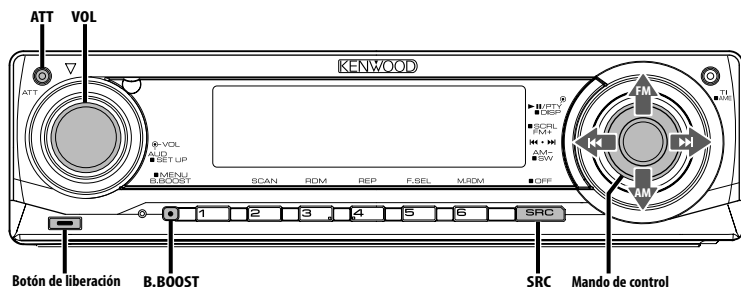 ATT VOL
KENWOOD
ATT
VOL
AUD
SET UP
MENU
B.BOOST
SCAN RDM REP F.SEL M.RDM
/PTY
DISP
SCRL
FM+
AM–
SW
OFF
TI
AME
FM
AM
1 2 3 4 5 6 SRC
Botón de liberación B.BOOST SRC Mando de control